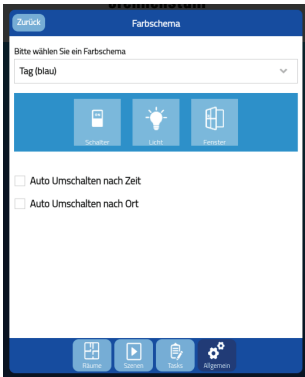 Zurück
Farbschema
Bitte wählen Sie ein Farbschema
Tag (blau)
Schalter
Licht
Fenster
Auto Umschalten nach Zeit
Auto Umschalten nach Ort
Räume
Szenen
Tasks
Allgemein